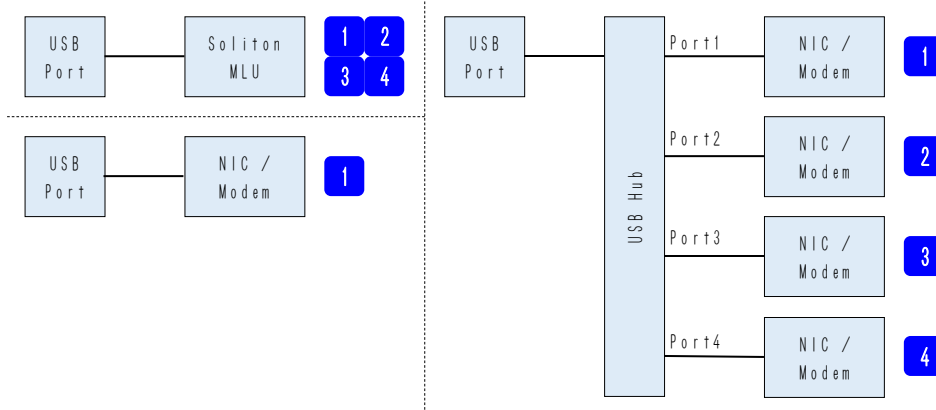 USB
Port
Soliton
MLU
1 2
3 4
USB
Port
NIC /
Modem
1
USB
Port
USB Hub
Port1
NIC /
Modem
1
Port2
NIC /
Modem
2
Port3
NIC /
Modem
3
Port4
NIC /
Modem
4